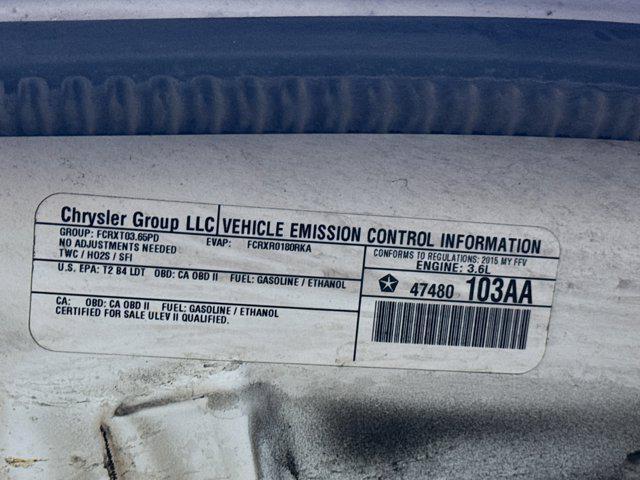 Chrysler Group LLC VEHICLE EMISSION CONTROL INFORMATION
GROUP: FCRXT03.65PD EVAP: FCRXR0180RKA
NO ADJUSTMENTS NEEDED
TWC / HO2S / SFI
U.S. EPA: T2 B4 LDT OBD: CA OBD II FUEL: GASOLINE / ETHANOL
CA: OBD: CA OBD II FUEL: GASOLINE / ETHANOL
CERTIFIED FOR SALE ULEV II QUALIFIED.
CONFORMS TO REGULATIONS: 2015 MY FFV
ENGINE: 3.6L
47480 103AA